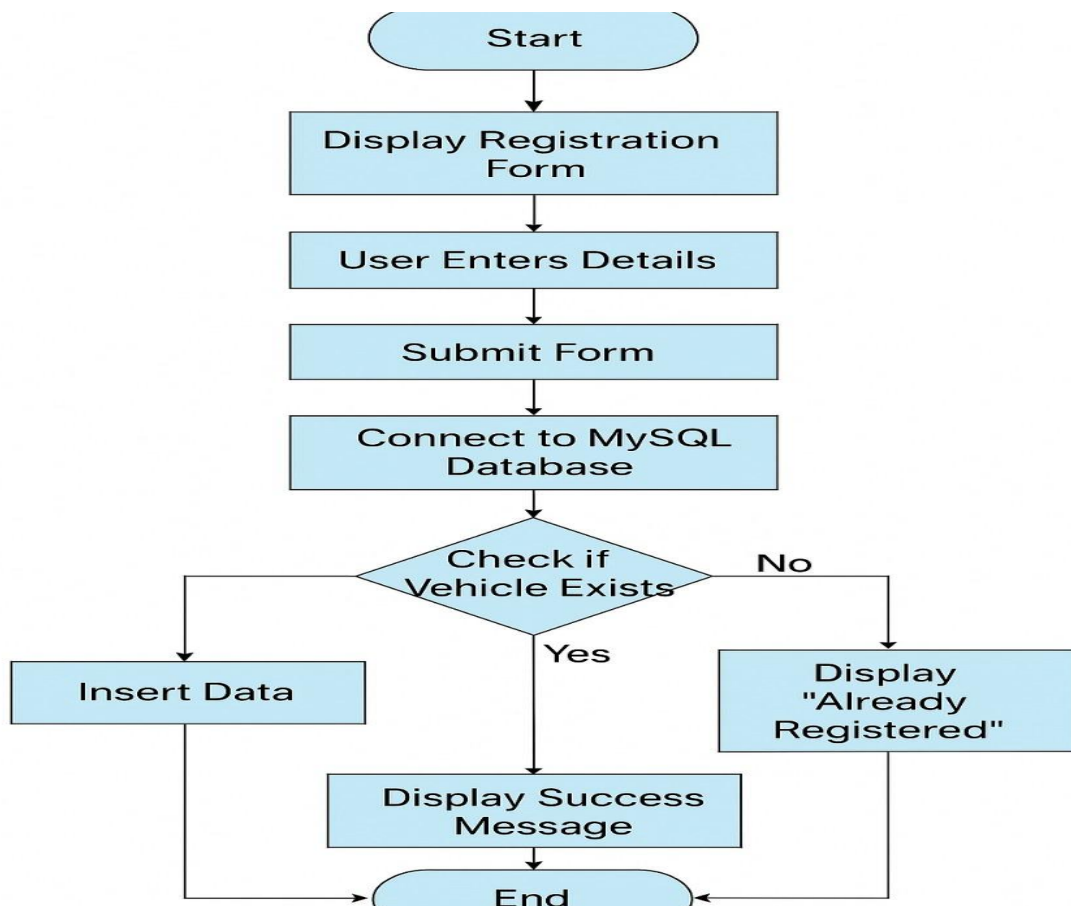 Start
Display Registration
Form
User Enters Details
Submit Form
Connect to MySQL
Database
Check if
Vehicle Exists
No
Yes
Insert Data
Display
"Already
Registered"
Display Success
Message
End